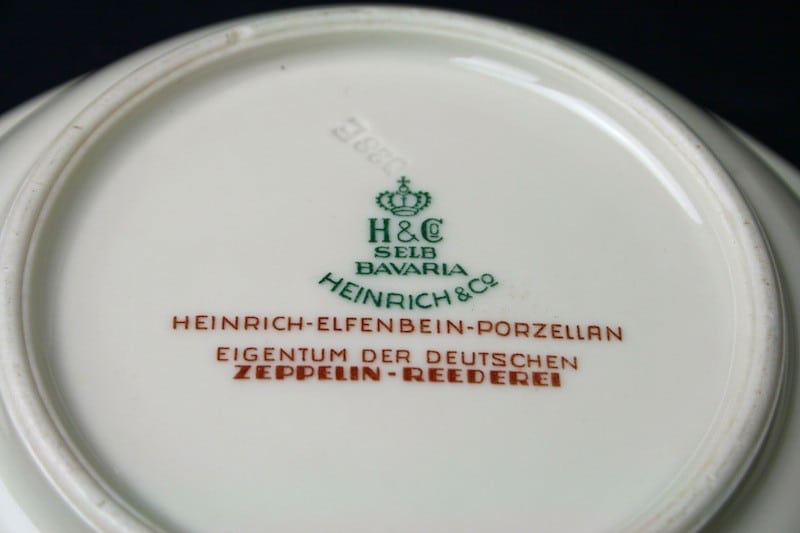 H & Co
SELB
BAVARIA
HEINRICH & Co
HEINRICH-ELFENBEIN-PORZELLAN
EIGENTUM DER DEUTSCHEN
ZEPPELIN-REEDEREI